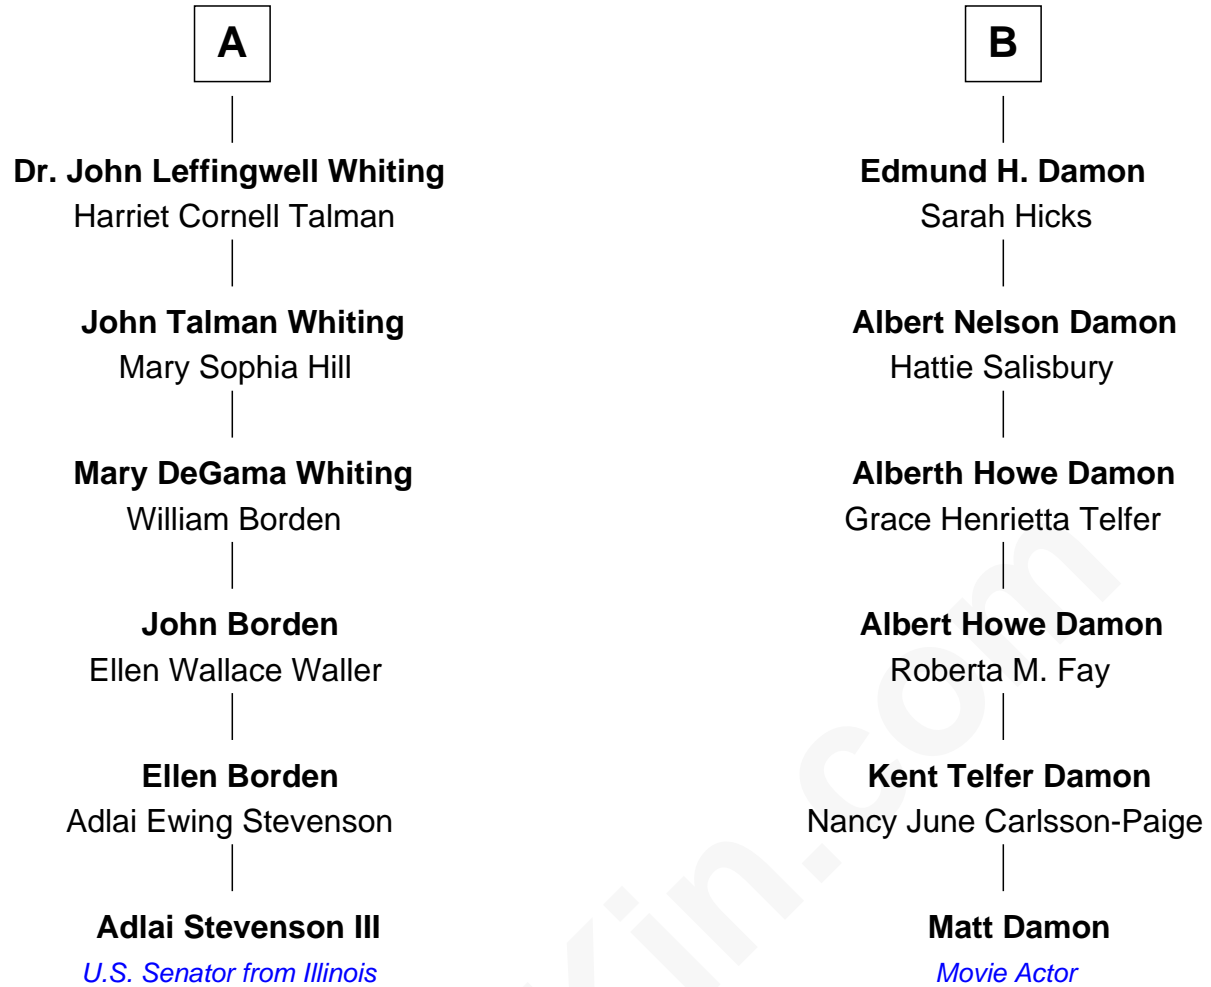 A
Dr. John Leffingwell Whiting
Harriet Cornell Talman
John Talman Whiting
Mary Sophia Hill
Mary DeGama Whiting
William Borden
John Borden
Ellen Wallace Waller
Ellen Borden
Adlai Ewing Stevenson
Adlai Stevenson III
U.S. Senator from Illinois
B
Edmund H. Damon
Sarah Hicks
Albert Nelson Damon
Hattie Salisbury
Alberth Howe Damon
Grace Henrietta Telfer
Albert Howe Damon
Roberta M. Fay
Kent Telfer Damon
Nancy June Carlsson-Paige
Matt Damon
Movie Actor
Kin.com